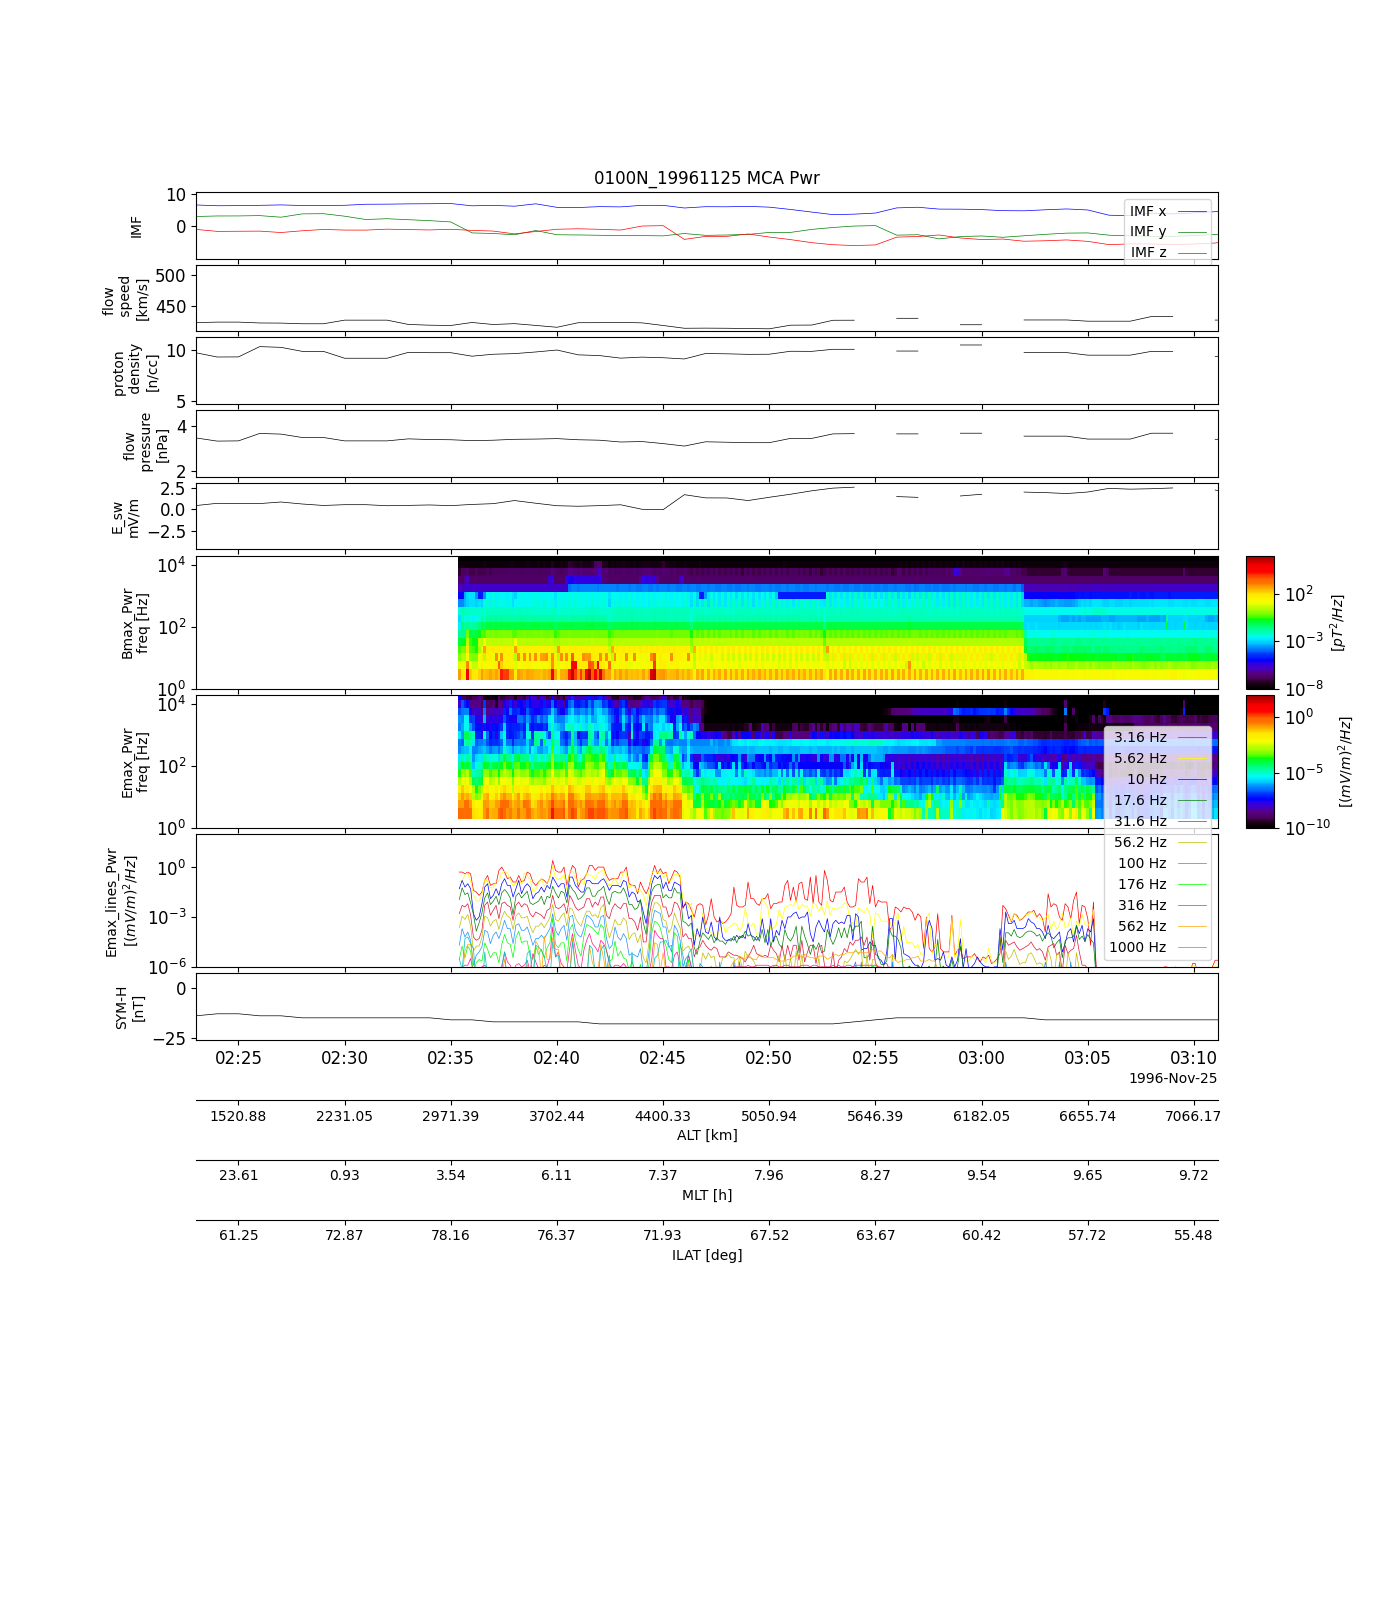 0100N_19961125 MCA Pwr
10
0
IMF
IMF x
IMF y
IMF z
500
450
flow
speed
[km/s]
10
5
proton
density
[n/cc]
4
2
flow
pressure
[nPa]
2.5
0.0
−2.5
E_sw
mV/m
10^4
10^2
10^0
Bmax_Pwr
freq [Hz]
10^2
10^−3
10^−8
[pT^2/Hz]
10^4
10^2
10^0
Emax_Pwr
freq [Hz]
10^0
10^−5
10^−10
[(mV/m)^2/Hz]
3.16 Hz
5.62 Hz
10 Hz
17.6 Hz
31.6 Hz
56.2 Hz
100 Hz
176 Hz
316 Hz
562 Hz
1000 Hz
10^0
10^−3
10^−6
Emax_lines_Pwr
[(mV/m)^2/Hz]
0
−25
SYM-H
[nT]
02:25 02:30 02:35 02:40 02:45 02:50 02:55 03:00 03:05 03:10
1996-Nov-25
1520.88 2231.05 2971.39 3702.44 4400.33 5050.94 5646.39 6182.05 6655.74 7066.17
ALT [km]
23.61 0.93 3.54 6.11 7.37 7.96 8.27 9.54 9.65 9.72
MLT [h]
61.25 72.87 78.16 76.37 71.93 67.52 63.67 60.42 57.72 55.48
ILAT [deg]